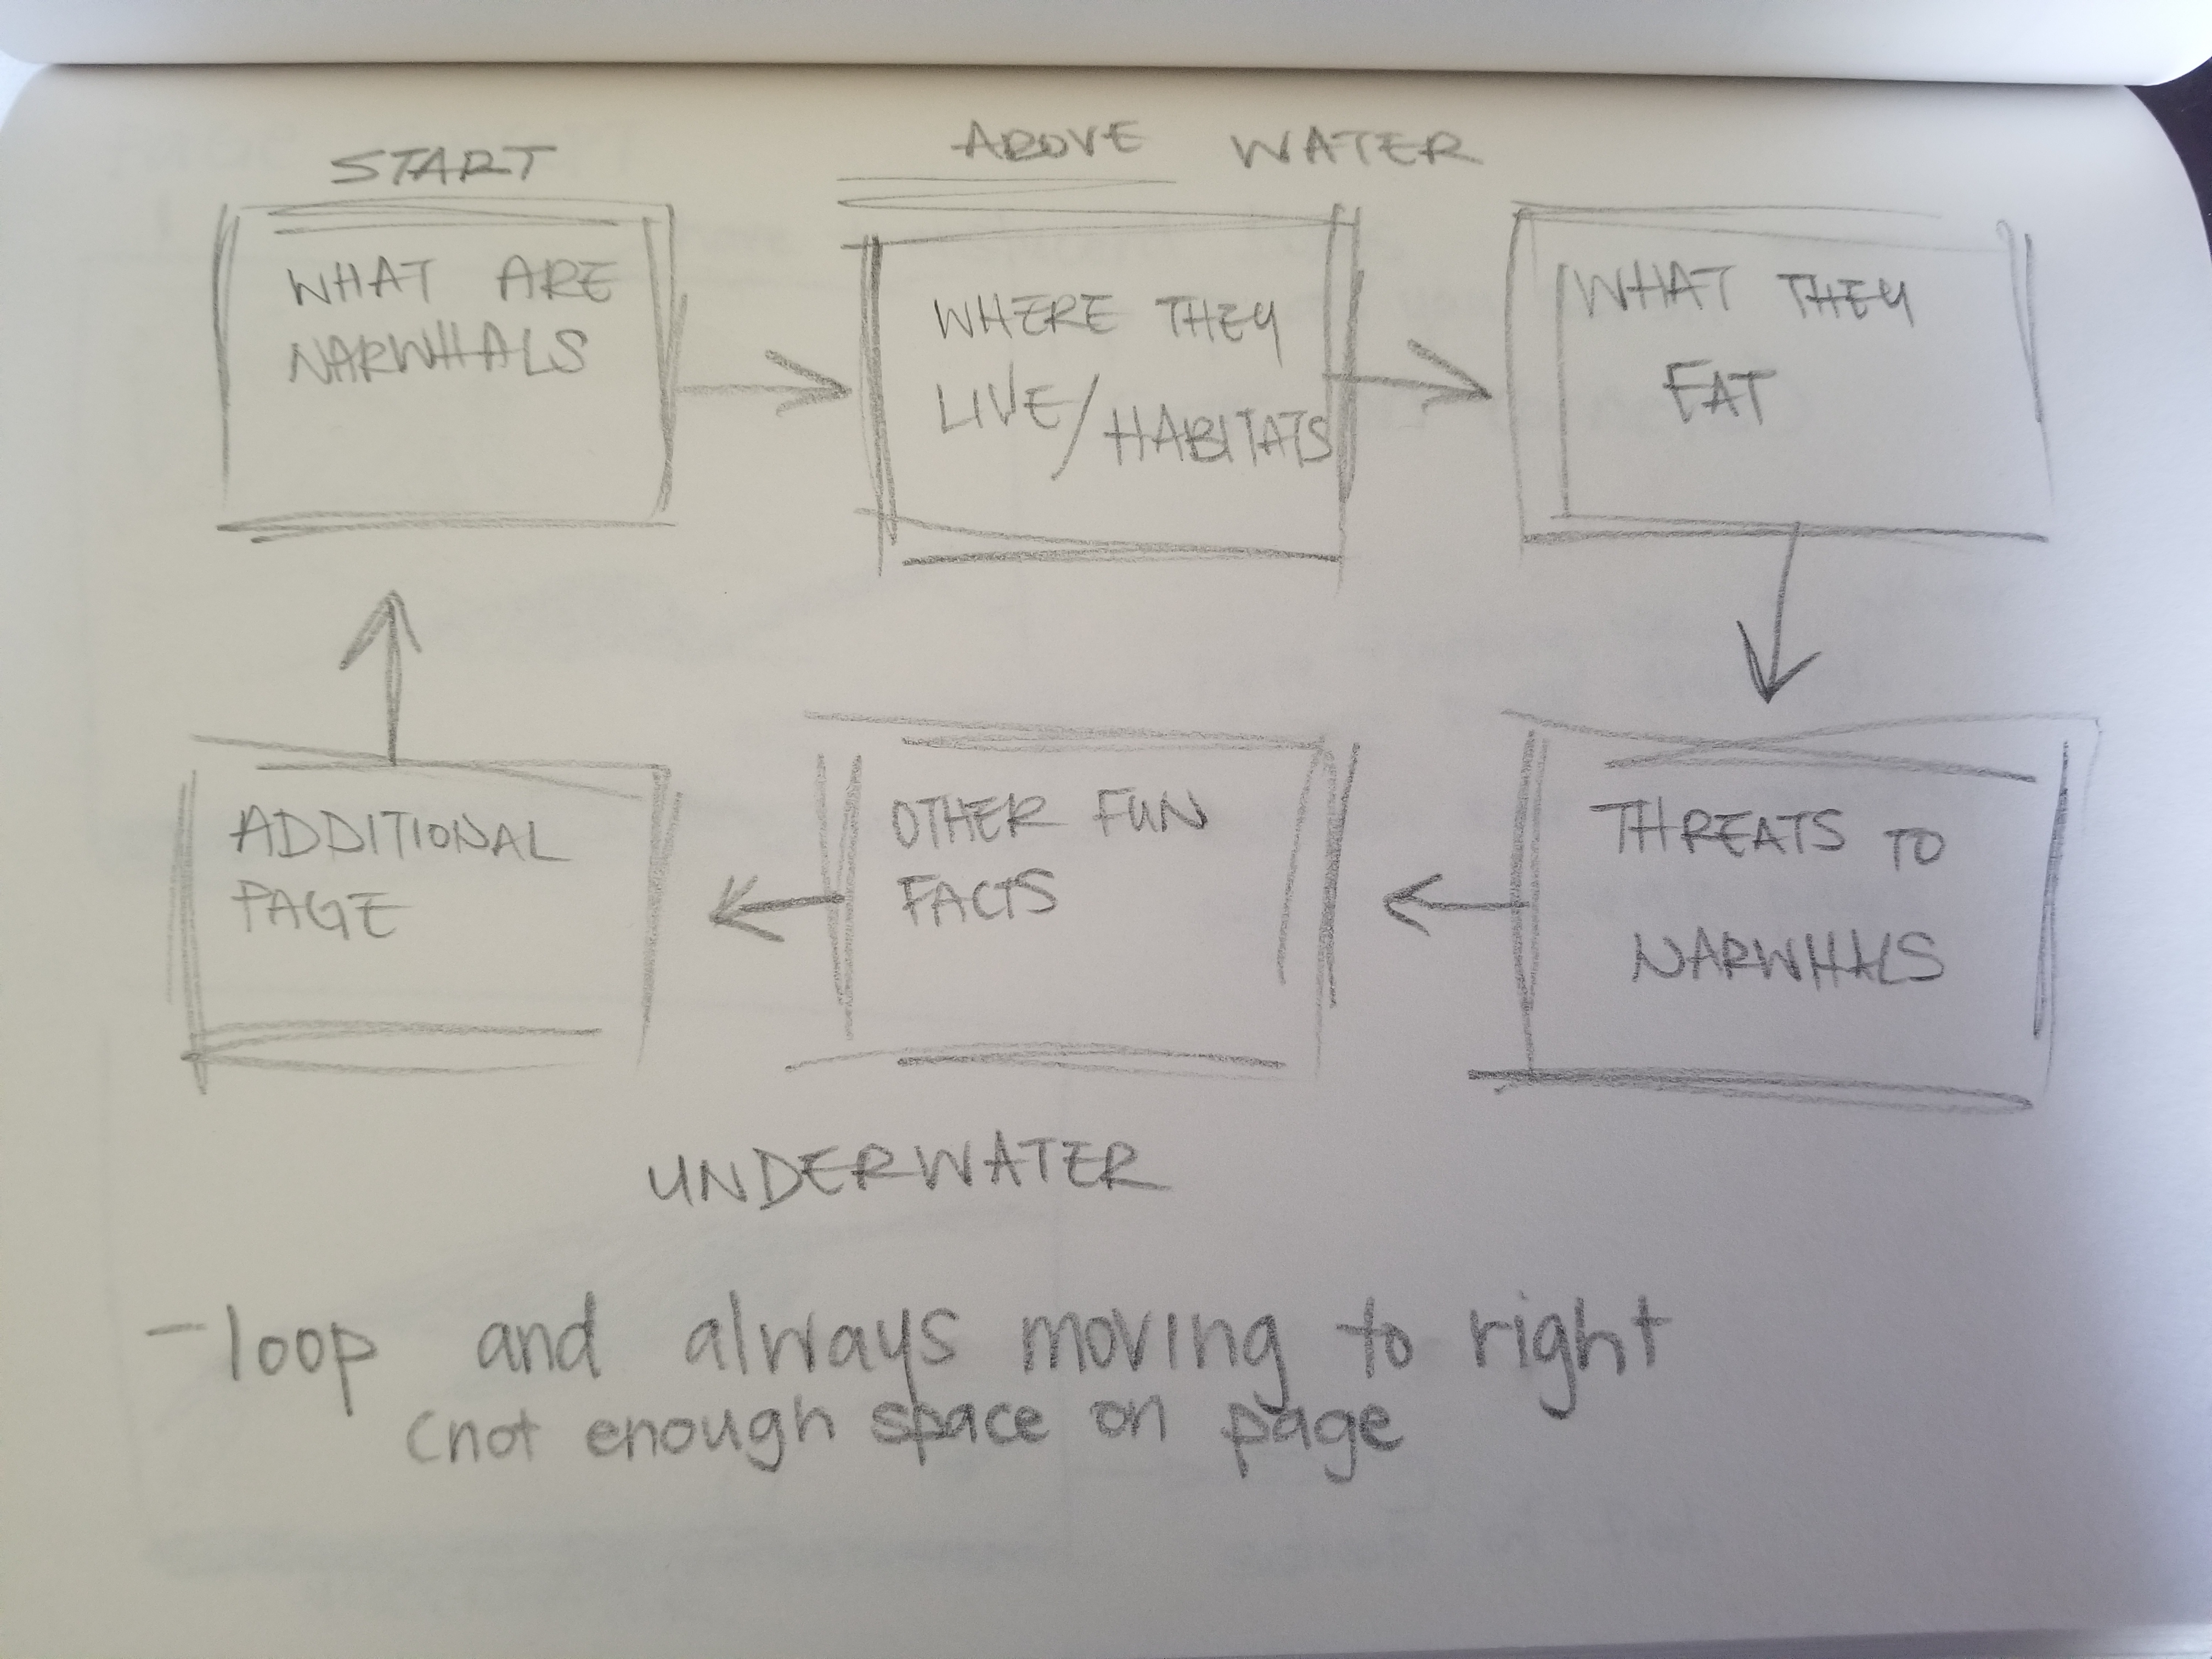 START
ABOVE WATER
WHAT ARE
NARWHALS
WHERE THEY
LIVE/HABITATS
WHAT THEY
EAT
ADDITIONAL
PAGE
OTHER FUN
FACTS
THREATS TO
NARWHALS
UNDERWATER
- loop and always moving to right
(not enough space on page